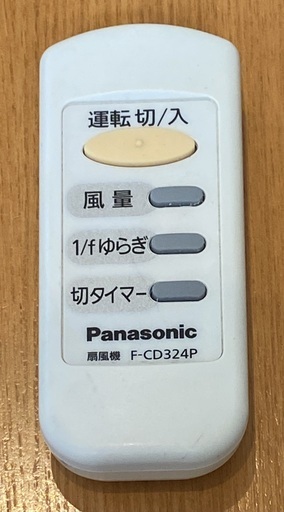 運転 切/入
風量
1/fゆらぎ
切タイマー
Panasonic
扇風機 F-CD324P